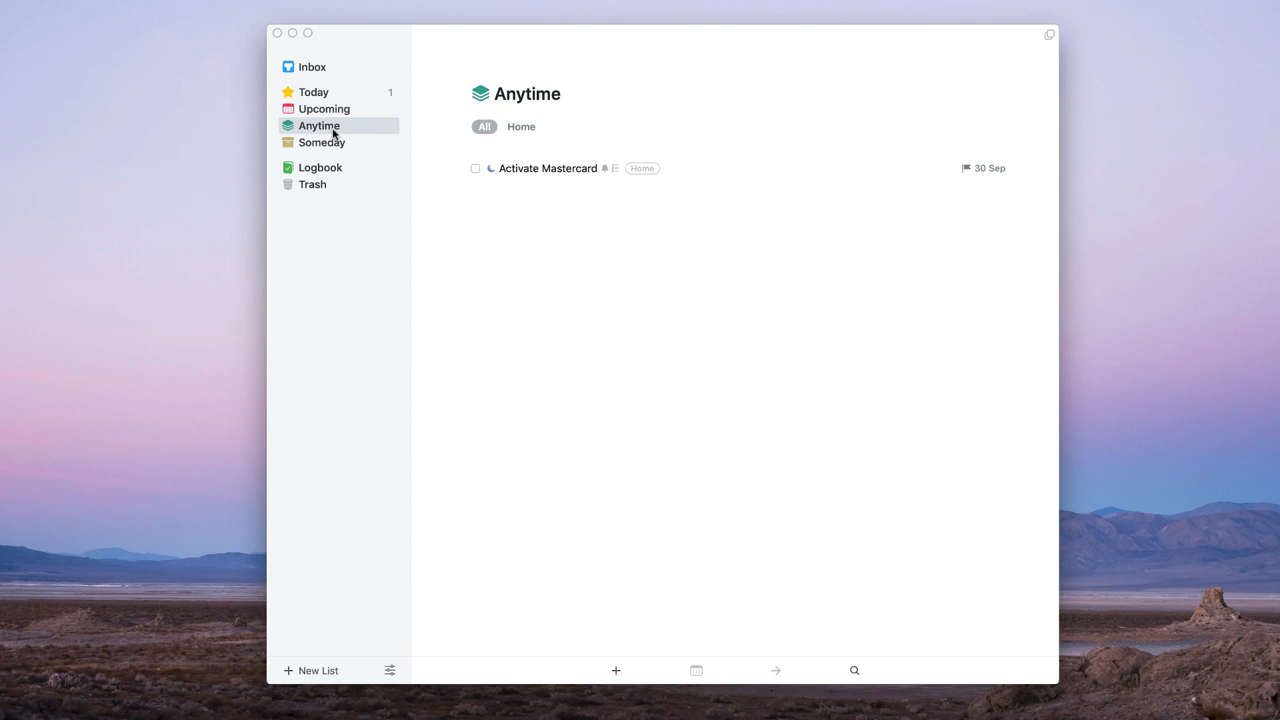 Inbox
Today 1
Upcoming
Anytime
Someday
Logbook
Trash
New List
Anytime
All Home
Activate Mastercard Home 30 Sep